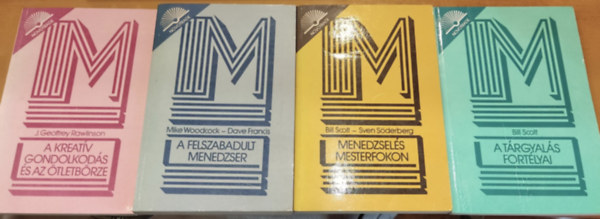 M
J. Geoffrey Rawlinson
A KREATÍV
GONDOLKODÁS
ÉS AZ ÖTLETBÖRZE
M
Mike Woodcock – Dave Francis
A FELSZABADULT
MENEDZSER
M
Bill Scott – Sven Söderberg
MENEDZSELÉS
MESTERFOKON
M
Bill Scott
A TÁRGYALÁS
FORTÉLYAI